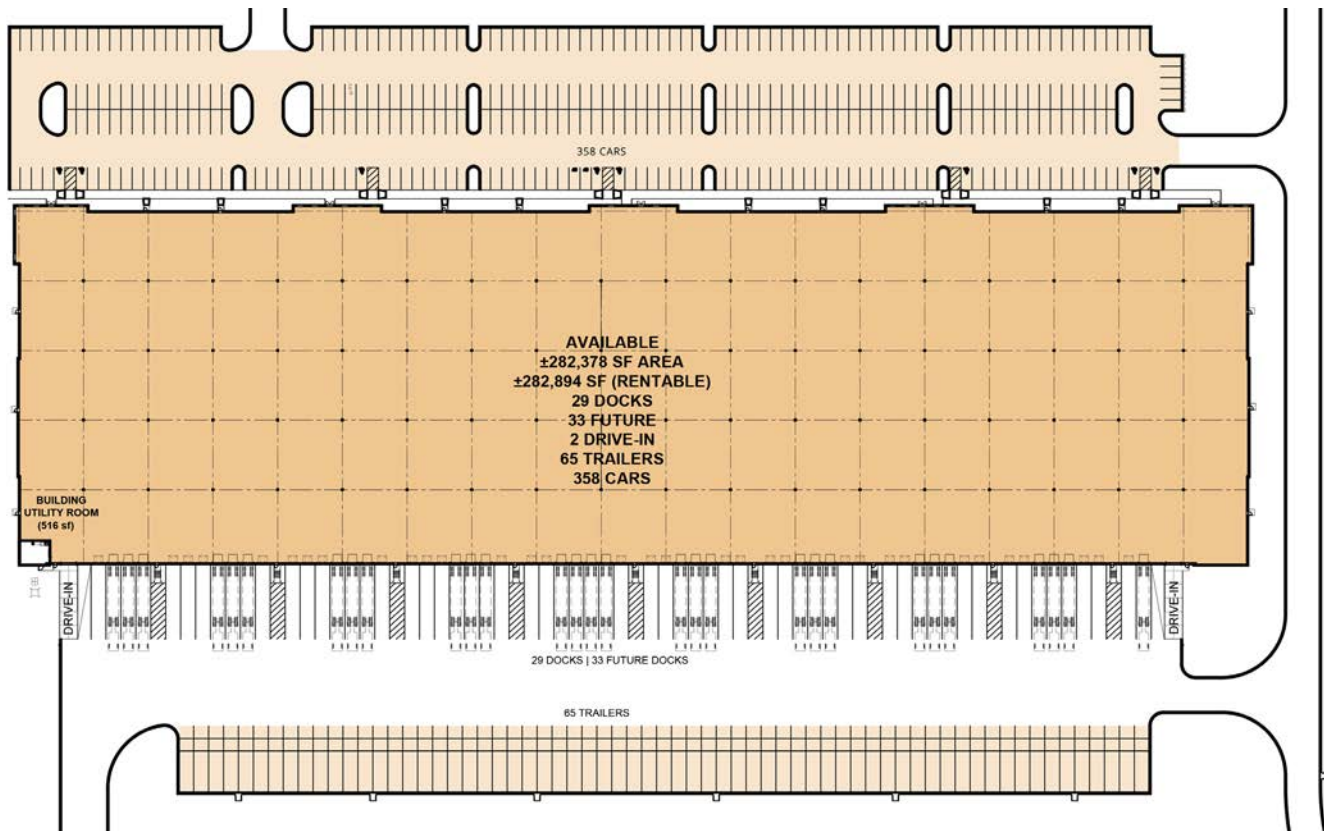 358 CARS
AVAILABLE
±282,378 SF AREA
±282,894 SF (RENTABLE)
29 DOCKS
33 FUTURE
2 DRIVE-IN
65 TRAILERS
358 CARS
BUILDING
UTILITY ROOM
(516 sf)
DRIVE-IN
DRIVE-IN
29 DOCKS | 33 FUTURE DOCKS
65 TRAILERS